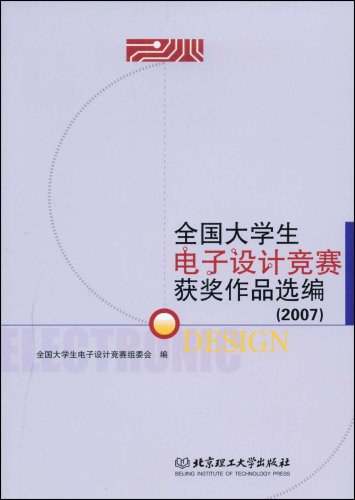 全国大学生
电子设计竞赛
获奖作品选编
(2007)
DESIGN
ELECTRONIC
全国大学生电子设计竞赛组委会 编
北京理工大学出版社
BEIJING INSTITUTE OF TECHNOLOGY PRESS